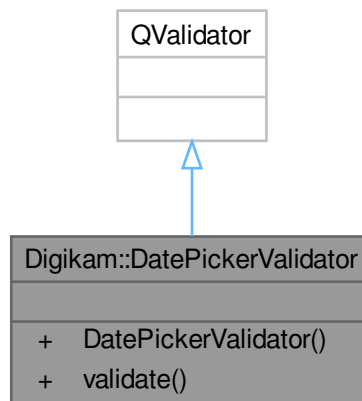 QValidator
Digikam::DatePickerValidator
+ DatePickerValidator()
+ validate()